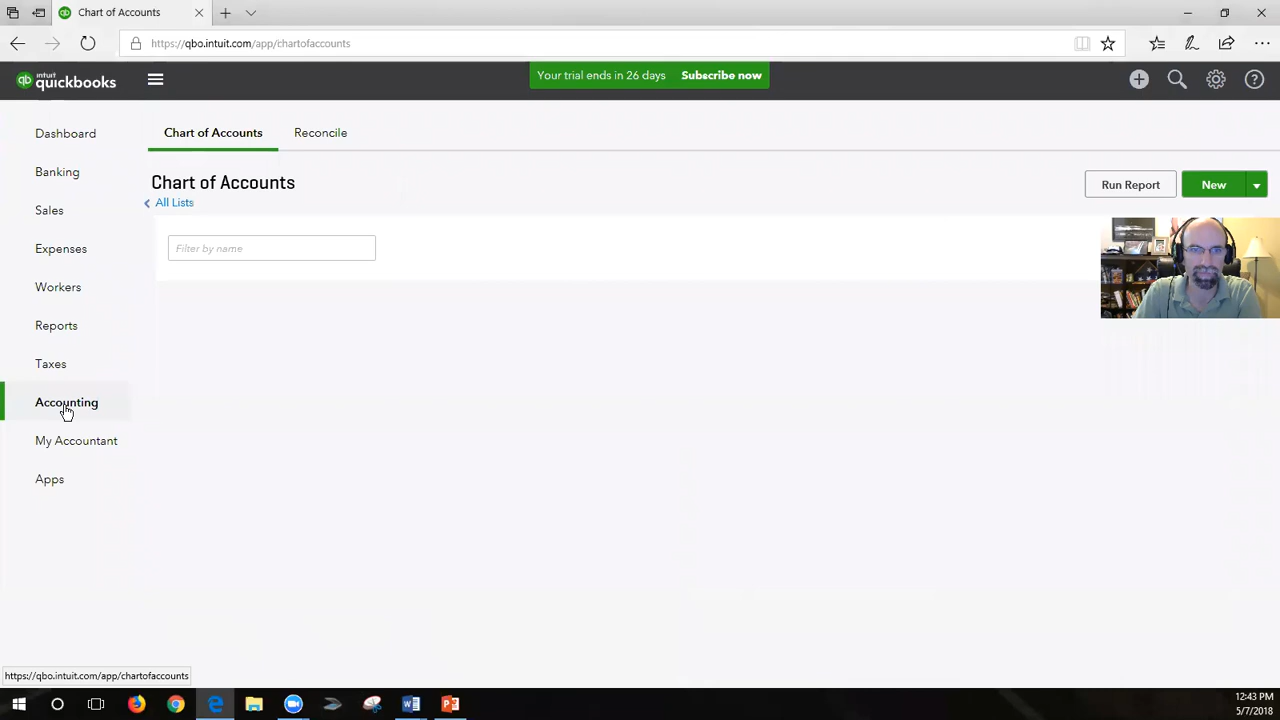 Chart of Accounts
https://qbo.intuit.com/app/chartofaccounts
qb intuit quickbooks
Your trial ends in 26 days Subscribe now
Dashboard
Banking
Sales
Expenses
Workers
Reports
Taxes
Accounting
My Accountant
Apps
Chart of Accounts Reconcile
Chart of Accounts
All Lists
Run Report New
Filter by name
https://qbo.intuit.com/app/chartofaccounts
12:43 PM
5/7/2018